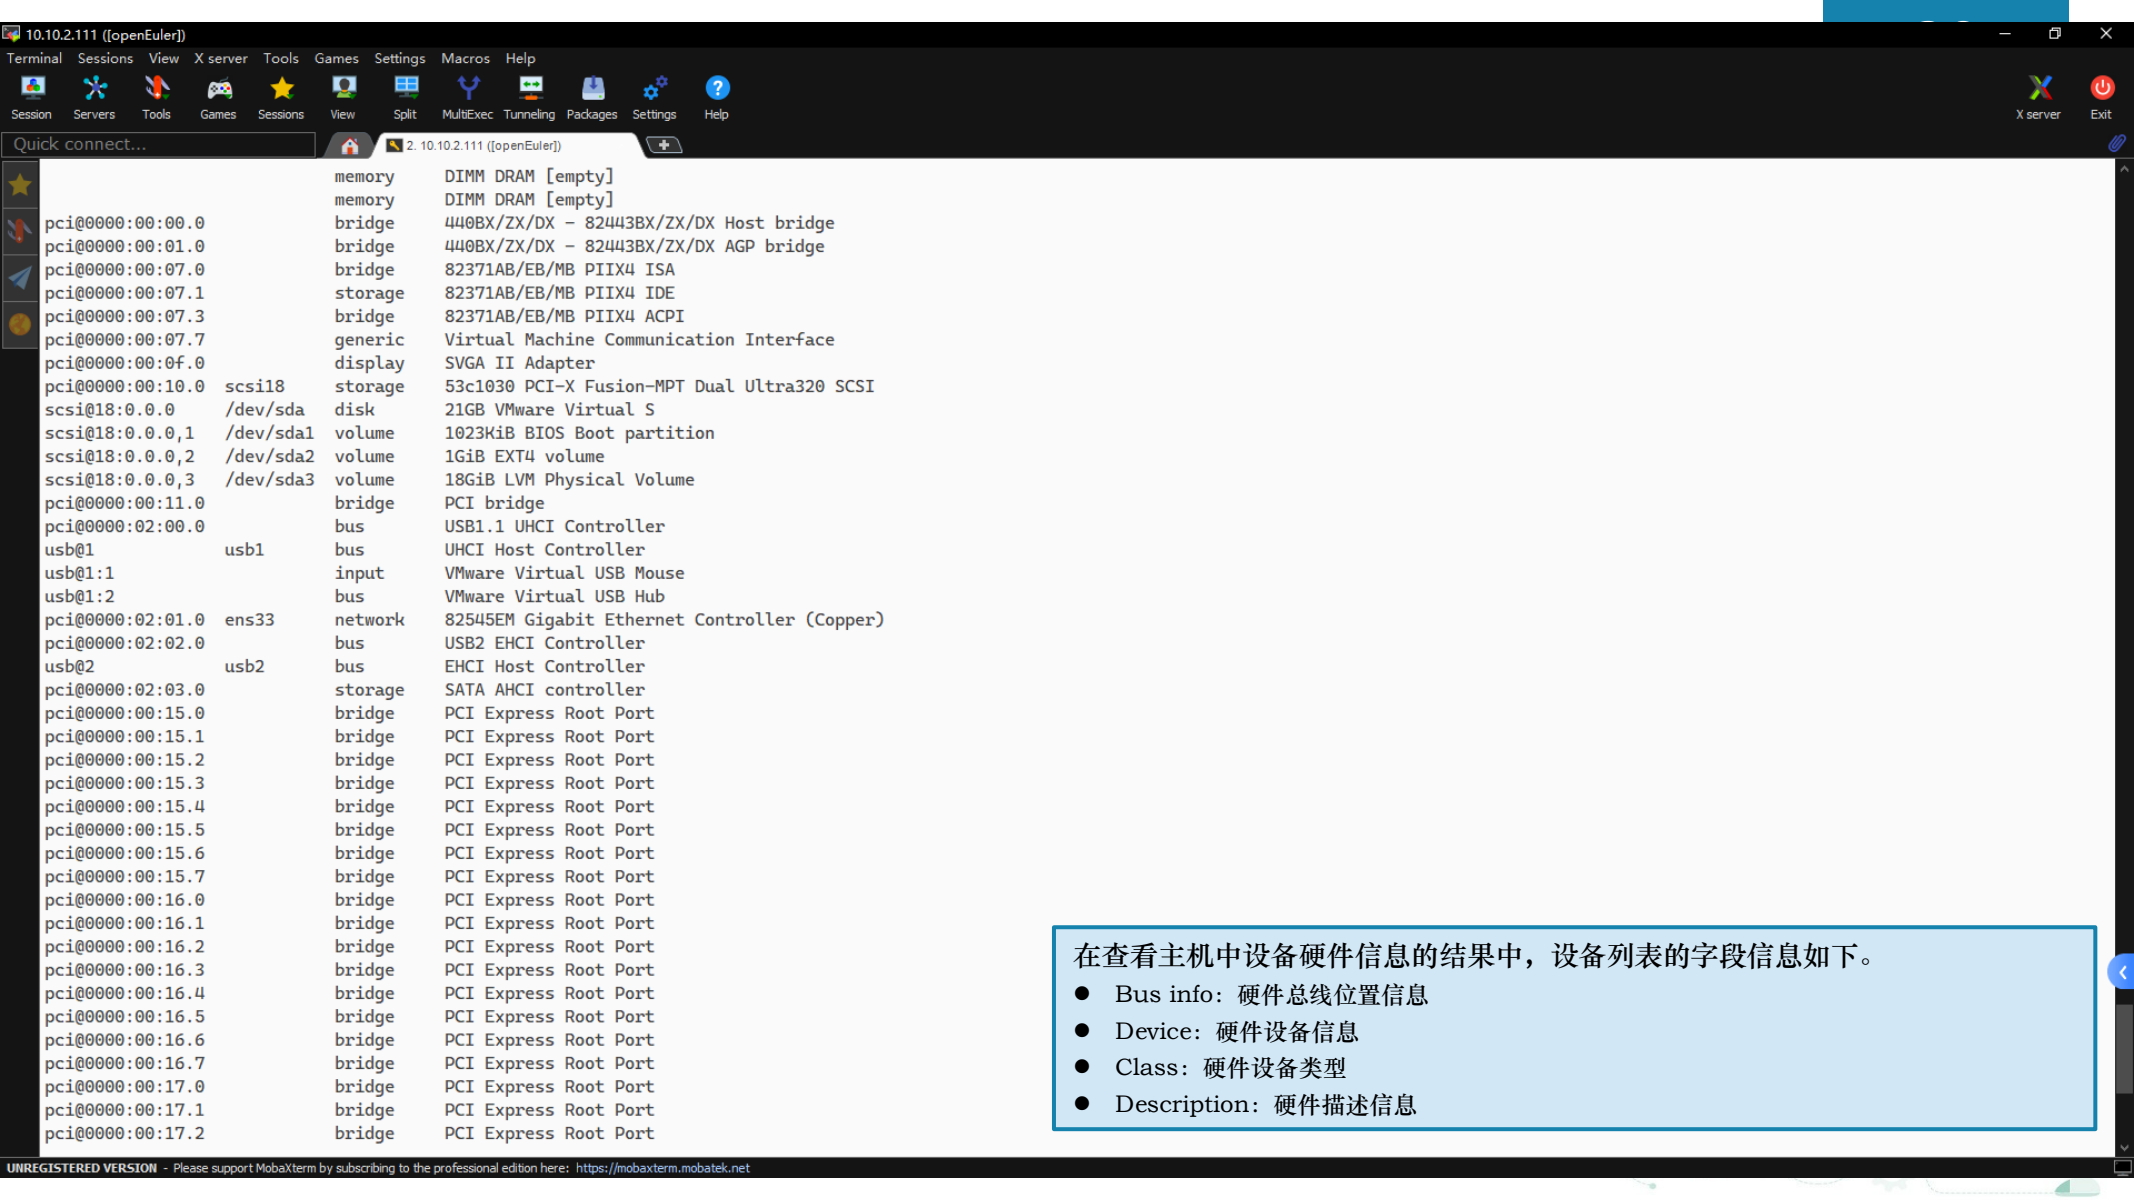 10.10.2.111 ([openEuler])
Terminal Sessions View X server Tools Games Settings Macros Help
Session Servers Tools Games Sessions View Split MultiExec Tunneling Packages Settings Help X server Exit
Quick connect... 2. 10.10.2.111 ([openEuler])
memory DIMM DRAM [empty]
memory DIMM DRAM [empty]
pci@0000:00:00.0 bridge 440BX/ZX/DX - 82443BX/ZX/DX Host bridge
pci@0000:00:01.0 bridge 440BX/ZX/DX - 82443BX/ZX/DX AGP bridge
pci@0000:00:07.0 bridge 82371AB/EB/MB PIIX4 ISA
pci@0000:00:07.1 storage 82371AB/EB/MB PIIX4 IDE
pci@0000:00:07.3 bridge 82371AB/EB/MB PIIX4 ACPI
pci@0000:00:07.7 generic Virtual Machine Communication Interface
pci@0000:00:0f.0 display SVGA II Adapter
pci@0000:00:10.0 scsi18 storage 53c1030 PCI-X Fusion-MPT Dual Ultra320 SCSI
scsi@18:0.0.0 /dev/sda disk 21GB VMware Virtual S
scsi@18:0.0.0,1 /dev/sda1 volume 1023KiB BIOS Boot partition
scsi@18:0.0.0,2 /dev/sda2 volume 1GiB EXT4 volume
scsi@18:0.0.0,3 /dev/sda3 volume 18GiB LVM Physical Volume
pci@0000:00:11.0 bridge PCI bridge
pci@0000:02:00.0 bus USB1.1 UHCI Controller
usb@1 usb1 bus UHCI Host Controller
usb@1:1 input VMware Virtual USB Mouse
usb@1:2 bus VMware Virtual USB Hub
pci@0000:02:01.0 ens33 network 82545EM Gigabit Ethernet Controller (Copper)
pci@0000:02:02.0 bus USB2 EHCI Controller
usb@2 usb2 bus EHCI Host Controller
pci@0000:02:03.0 storage SATA AHCI controller
pci@0000:00:15.0 bridge PCI Express Root Port
pci@0000:00:15.1 bridge PCI Express Root Port
pci@0000:00:15.2 bridge PCI Express Root Port
pci@0000:00:15.3 bridge PCI Express Root Port
pci@0000:00:15.4 bridge PCI Express Root Port
pci@0000:00:15.5 bridge PCI Express Root Port
pci@0000:00:15.6 bridge PCI Express Root Port
pci@0000:00:15.7 bridge PCI Express Root Port
pci@0000:00:16.0 bridge PCI Express Root Port
pci@0000:00:16.1 bridge PCI Express Root Port
pci@0000:00:16.2 bridge PCI Express Root Port
pci@0000:00:16.3 bridge PCI Express Root Port
pci@0000:00:16.4 bridge PCI Express Root Port
pci@0000:00:16.5 bridge PCI Express Root Port
pci@0000:00:16.6 bridge PCI Express Root Port
pci@0000:00:16.7 bridge PCI Express Root Port
pci@0000:00:17.0 bridge PCI Express Root Port
pci@0000:00:17.1 bridge PCI Express Root Port
pci@0000:00:17.2 bridge PCI Express Root Port
在查看主机中设备硬件信息的结果中，设备列表的字段信息如下。
● Bus info：硬件总线位置信息
● Device：硬件设备信息
● Class：硬件设备类型
● Description：硬件描述信息
UNREGISTERED VERSION - Please support MobaXterm by subscribing to the professional edition here: https://mobaxterm.mobatek.net